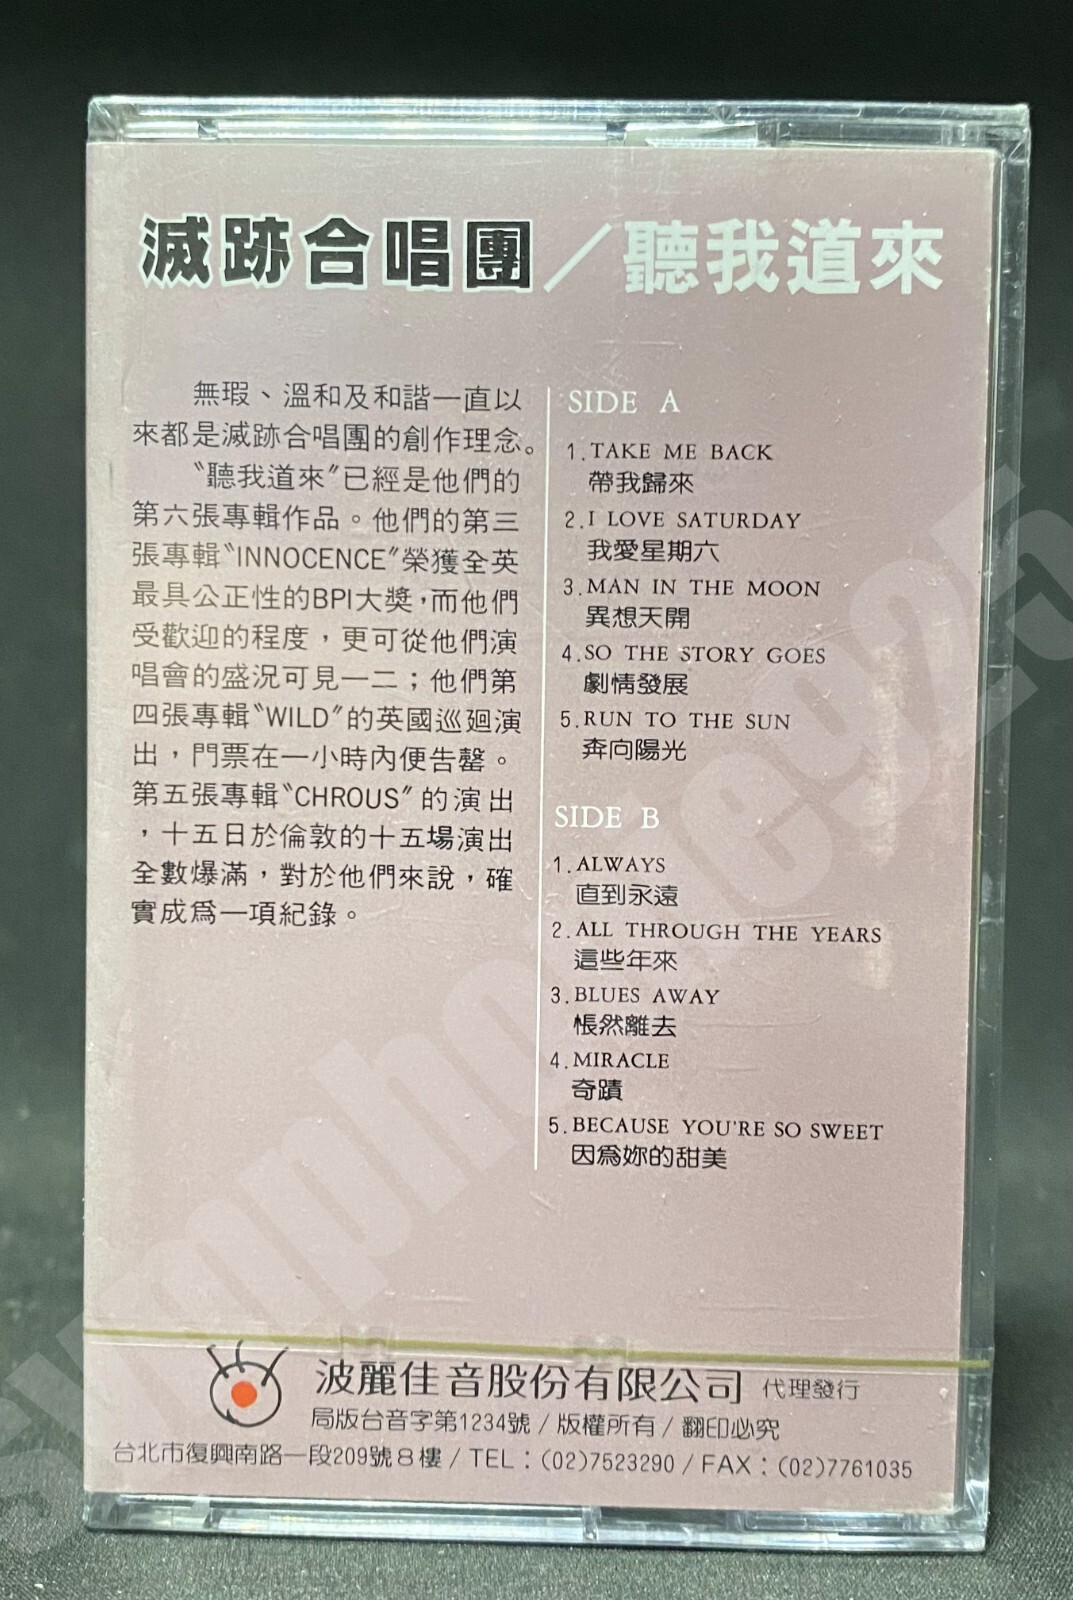 滅跡合唱團／聽我道來
無瑕、溫和及和諧一直以
來都是滅跡合唱團的創作理念。
〝聽我道來〞已經是他們的
第六張專輯作品。他們的第三
張專輯〝INNOCENCE〞榮獲全英
最具公正性的BPI大獎，而他們
受歡迎的程度，更可從他們演
唱會的盛況可見一二；他們第
四張專輯〝WILD〞的英國巡迴演
出，門票在一小時內便告罄。
第五張專輯〝CHROUS〞的演出
，十五日於倫敦的十五場演出
全數爆滿，對於他們來說，確
實成爲一項紀錄。
SIDE A
1. TAKE ME BACK
帶我歸來
2. I LOVE SATURDAY
我愛星期六
3. MAN IN THE MOON
異想天開
4. SO THE STORY GOES
劇情發展
5. RUN TO THE SUN
奔向陽光
SIDE B
1. ALWAYS
直到永遠
2. ALL THROUGH THE YEARS
這些年來
3. BLUES AWAY
悵然離去
4. MIRACLE
奇蹟
5. BECAUSE YOU'RE SO SWEET
因爲妳的甜美
波麗佳音股份有限公司 代理發行
局版台音字第1234號 / 版權所有 / 翻印必究
台北市復興南路一段209號8樓 / TEL：(02)7523290 / FAX：(02)7761035